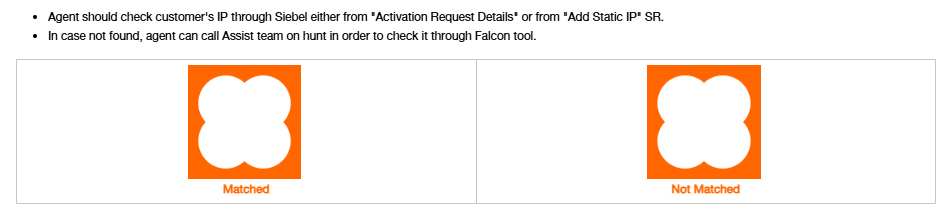 Agent should check customer's IP through Siebel either from "Activation Request Details" or from "Add Static IP" SR.
In case not found, agent can call Assist team on hunt in order to check it through Falcon tool.
Matched
Not Matched